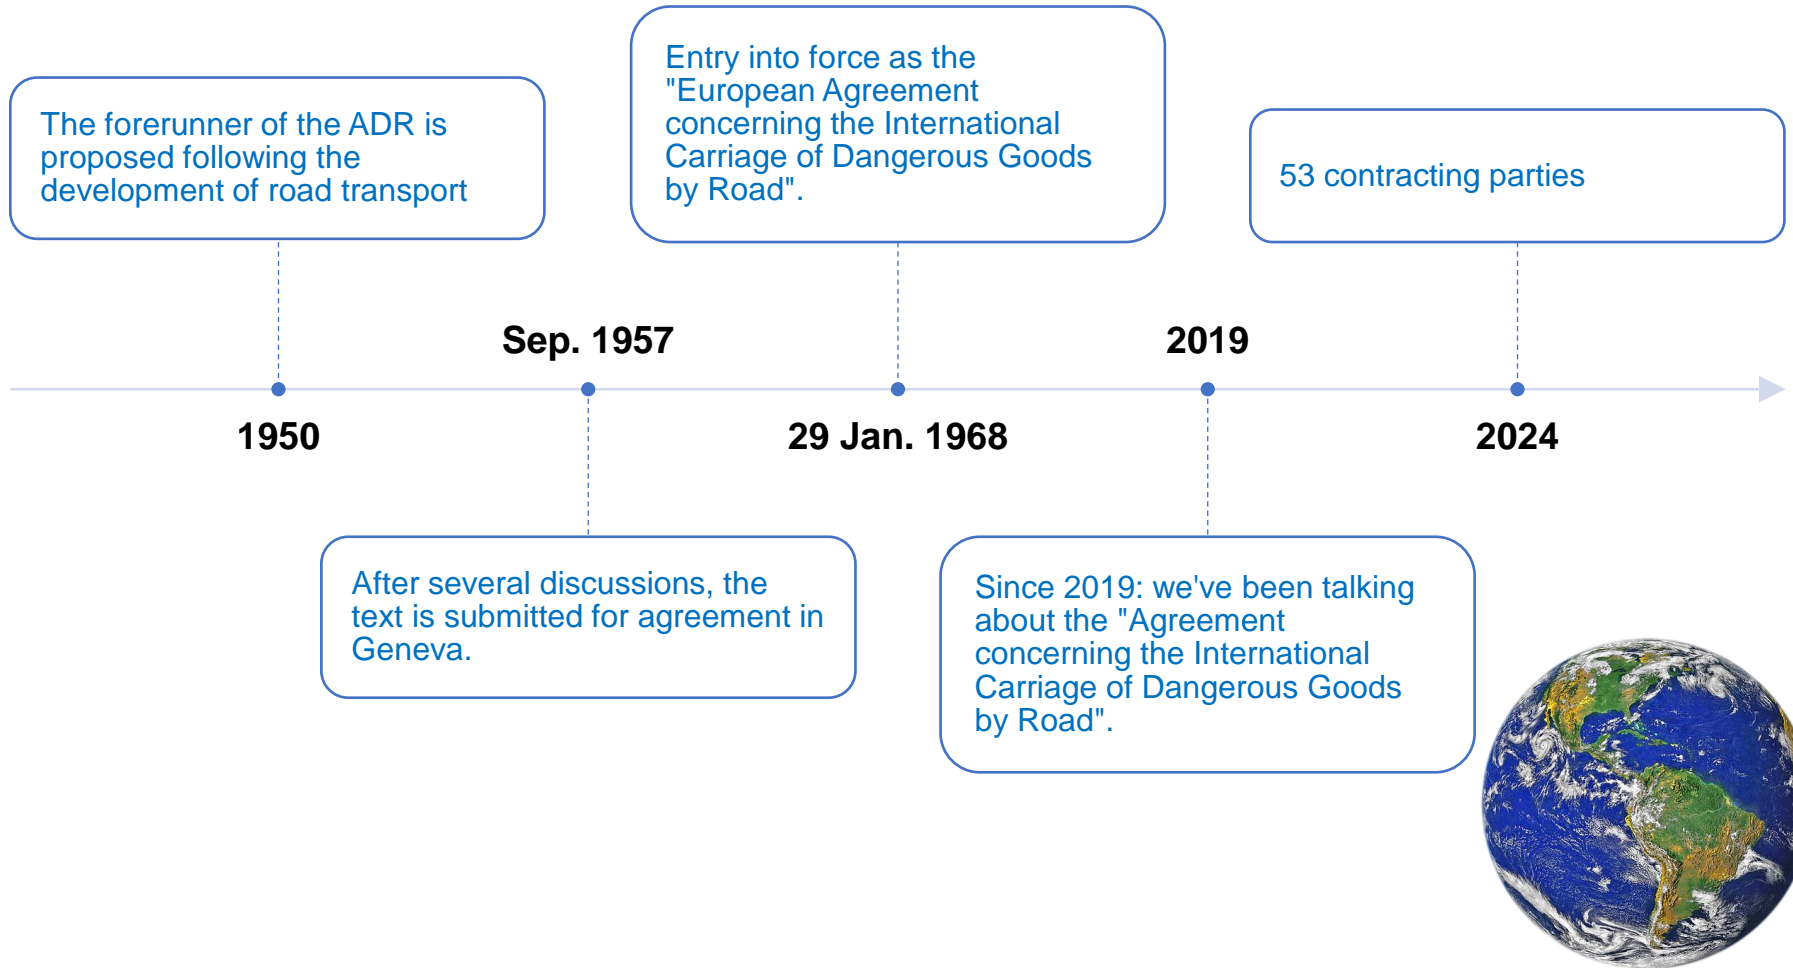 The forerunner of the ADR is
proposed following the
development of road transport
Entry into force as the
"European Agreement
concerning the International
Carriage of Dangerous Goods
by Road".
53 contracting parties
Sep. 1957
2019
1950
29 Jan. 1968
2024
After several discussions, the
text is submitted for agreement in
Geneva.
Since 2019: we've been talking
about the "Agreement
concerning the International
Carriage of Dangerous Goods
by Road".